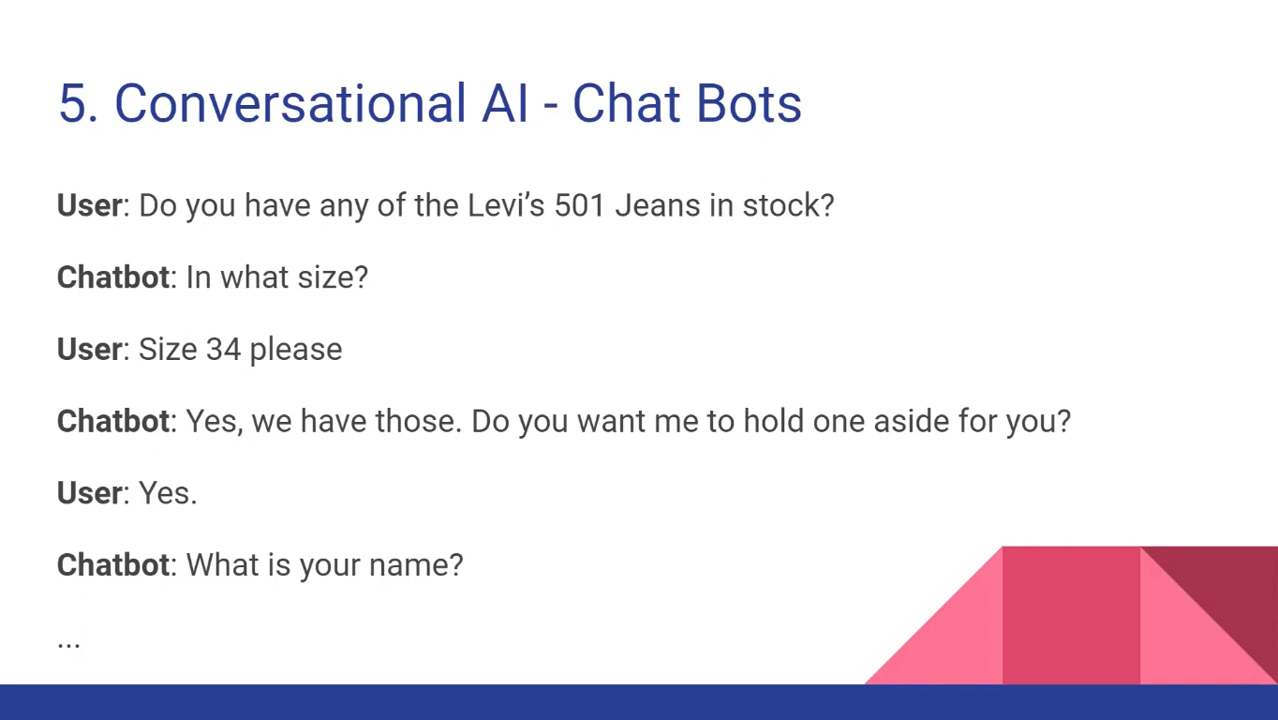 5. Conversational AI - Chat Bots
User: Do you have any of the Levi’s 501 Jeans in stock?
Chatbot: In what size?
User: Size 34 please
Chatbot: Yes, we have those. Do you want me to hold one aside for you?
User: Yes.
Chatbot: What is your name?
...